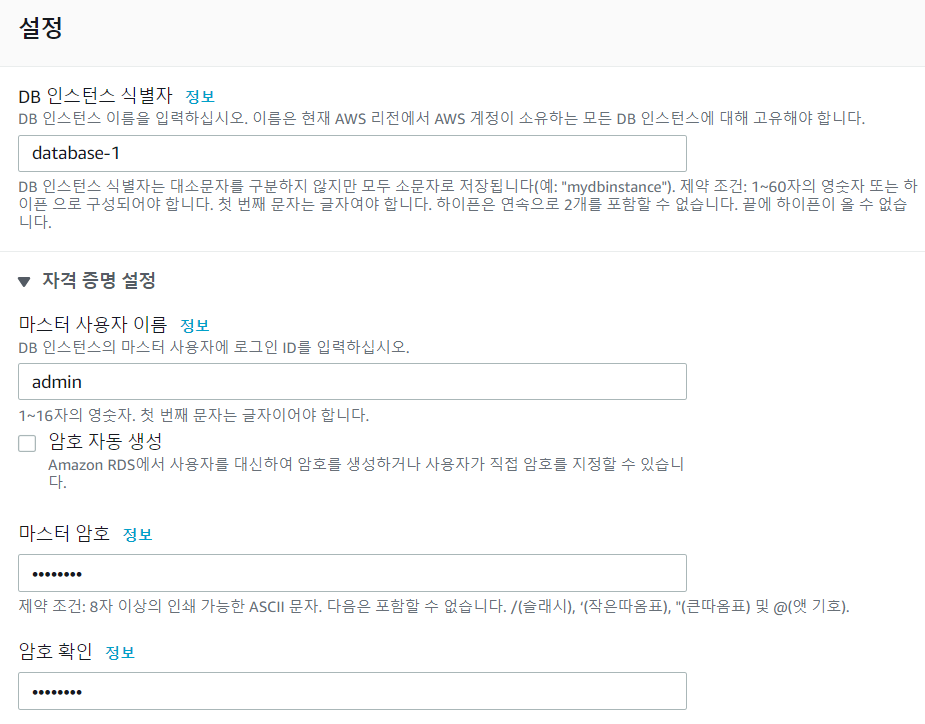 설정
DB 인스턴스 식별자 정보
DB 인스턴스 이름을 입력하십시오. 이름은 현재 AWS 리전에서 AWS 계정이 소유하는 모든 DB 인스턴스에 대해 고유해야 합니다.
database-1
DB 인스턴스 식별자는 대소문자를 구분하지 않지만 모두 소문자로 저장됩니다(예: "mydbinstance"). 제약 조건: 1~60자의 영숫자 또는 하
이픈 으로 구성되어야 합니다. 첫 번째 문자는 글자여야 합니다. 하이픈은 연속으로 2개를 포함할 수 없습니다. 끝에 하이픈이 올 수 없습
니다.
▼ 자격 증명 설정
마스터 사용자 이름 정보
DB 인스턴스의 마스터 사용자에 로그인 ID를 입력하십시오.
admin
1~16자의 영숫자. 첫 번째 문자는 글자이어야 합니다.
암호 자동 생성
Amazon RDS에서 사용자를 대신하여 암호를 생성하거나 사용자가 직접 암호를 지정할 수 있습니
다.
마스터 암호 정보
••••••••
제약 조건: 8자 이상의 인쇄 가능한 ASCII 문자. 다음은 포함할 수 없습니다. /(슬래시), '(작은따옴표), "(큰따옴표) 및 @(앳 기호).
암호 확인 정보
••••••••